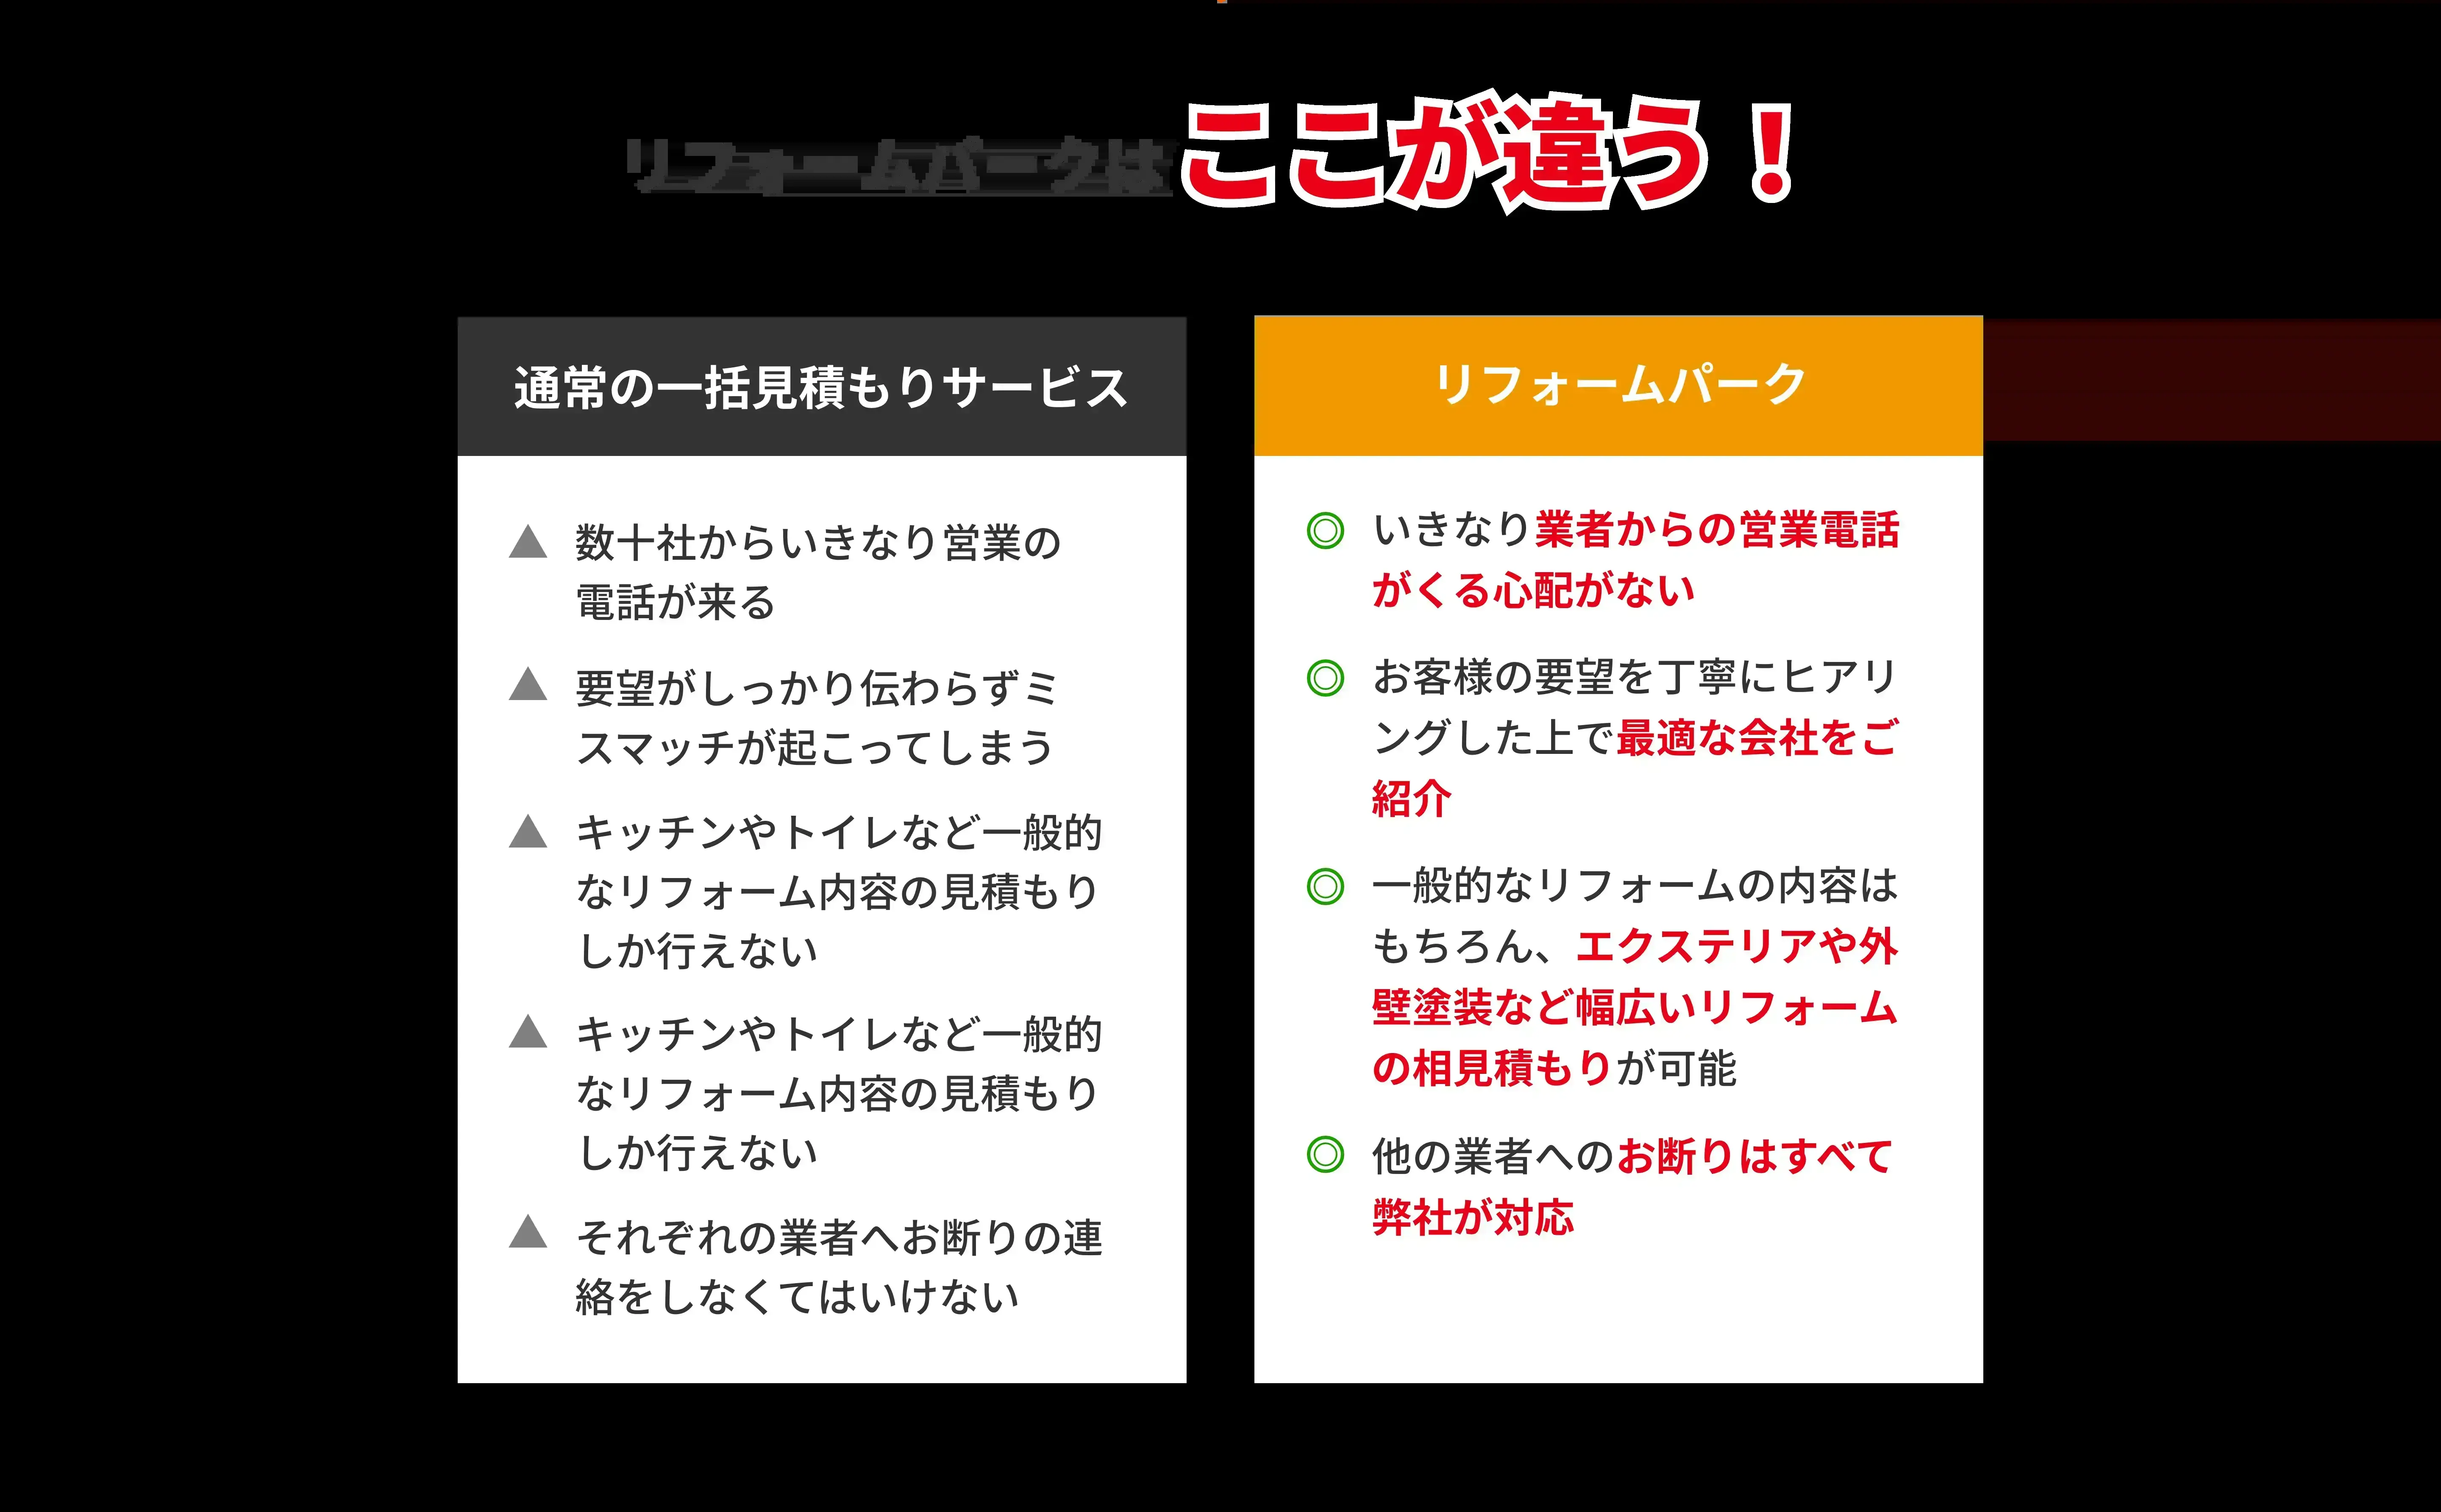 リフォームパークはここが違う！
通常の一括見積もりサービス
▲ 数十社からいきなり営業の
電話が来る
▲ 要望がしっかり伝わらずミ
スマッチが起こってしまう
▲ キッチンやトイレなど一般的
なリフォーム内容の見積もり
しか行えない
▲ キッチンやトイレなど一般的
なリフォーム内容の見積もり
しか行えない
▲ それぞれの業者へお断りの連
絡をしなくてはいけない
リフォームパーク
◎ いきなり業者からの営業電話
がくる心配がない
◎ お客様の要望を丁寧にヒアリ
ングした上で最適な会社をご
紹介
◎ 一般的なリフォームの内容は
もちろん、エクステリアや外
壁塗装など幅広いリフォーム
の相見積もりが可能
◎ 他の業者へのお断りはすべて
弊社が対応